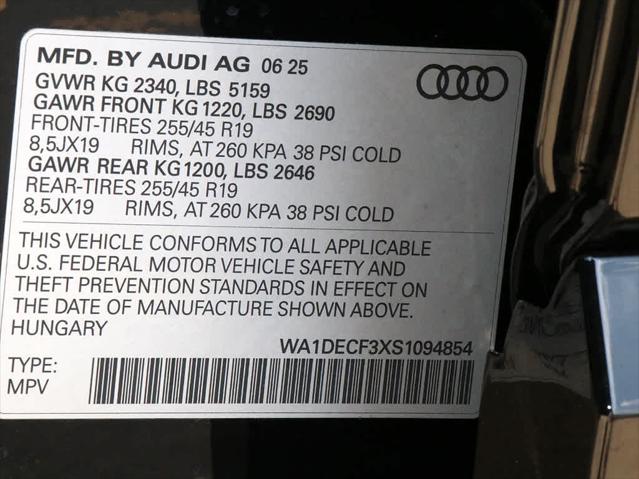 MFD. BY AUDI AG 06 25
GVWR KG 2340, LBS 5159
GAWR FRONT KG 1220, LBS 2690
FRONT-TIRES 255/45 R19
8,5JX19 RIMS, AT 260 KPA 38 PSI COLD
GAWR REAR KG 1200, LBS 2646
REAR-TIRES 255/45 R19
8,5JX19 RIMS, AT 260 KPA 38 PSI COLD
THIS VEHICLE CONFORMS TO ALL APPLICABLE
U.S. FEDERAL MOTOR VEHICLE SAFETY AND
THEFT PREVENTION STANDARDS IN EFFECT ON
THE DATE OF MANUFACTURE SHOWN ABOVE.
HUNGARY
WA1DECF3XS1094854
TYPE:
MPV